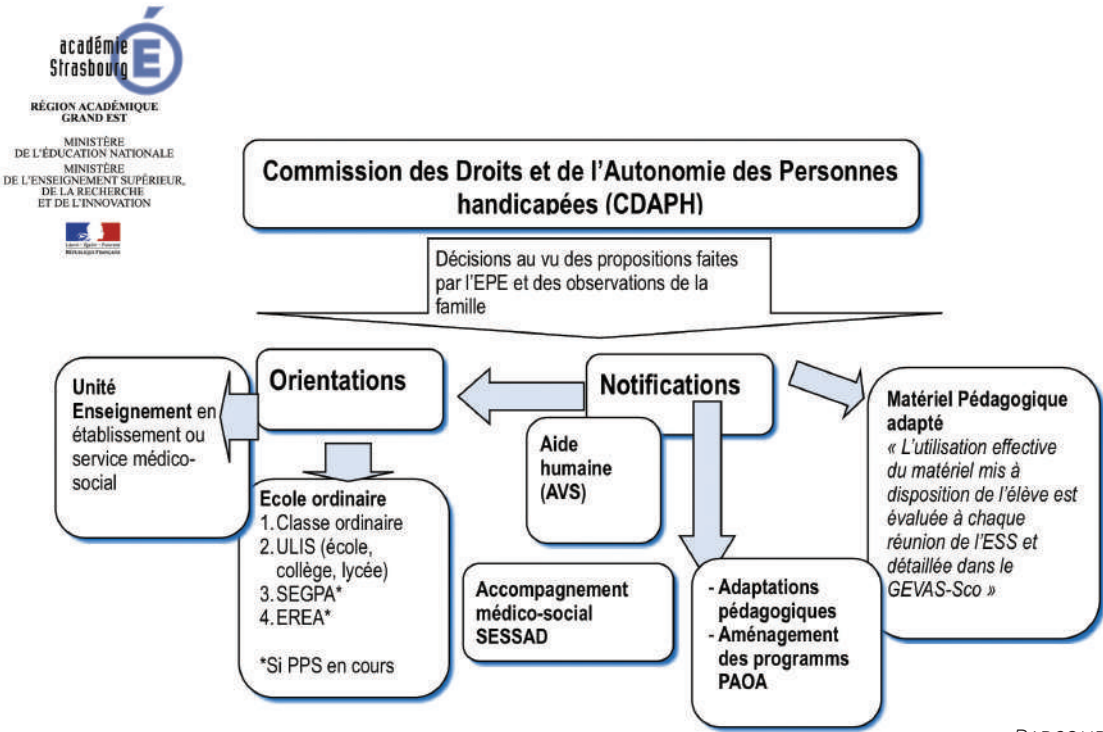 académie
Strasbourg
RÉGION ACADÉMIQUE
GRAND EST
MINISTÈRE
DE L'ÉDUCATION NATIONALE
MINISTÈRE
DE L'ENSEIGNEMENT SUPÉRIEUR,
DE LA RECHERCHE
ET DE L'INNOVATION
Liberté • Égalité • Fraternité
RÉPUBLIQUE FRANÇAISE
Commission des Droits et de l'Autonomie des Personnes
handicapées (CDAPH)
Décisions au vu des propositions faites
par l'EPE et des observations de la
famille
Unité
Enseignement en
établissement ou
service médico-
social
Orientations
Notifications
Matériel Pédagogique
adapté
« L'utilisation effective
du matériel mis à
disposition de l'élève est
évaluée à chaque
réunion de l'ESS et
détaillée dans le
GEVAS-Sco »
Aide
humaine
(AVS)
Ecole ordinaire
1. Classe ordinaire
2. ULIS (école,
collège, lycée)
3. SEGPA*
4. EREA*
*Si PPS en cours
Accompagnement
médico-social
SESSAD
- Adaptations
pédagogiques
- Aménagement
des programms
PAOA